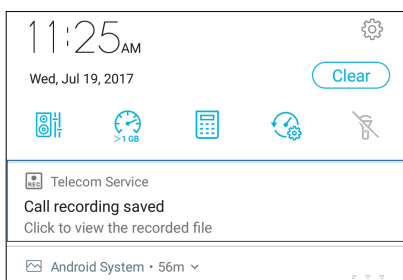 11:25AM
Wed, Jul 19, 2017
Clear
>1 GB
REC Telecom Service
Call recording saved
Click to view the recorded file
Android System • 56m